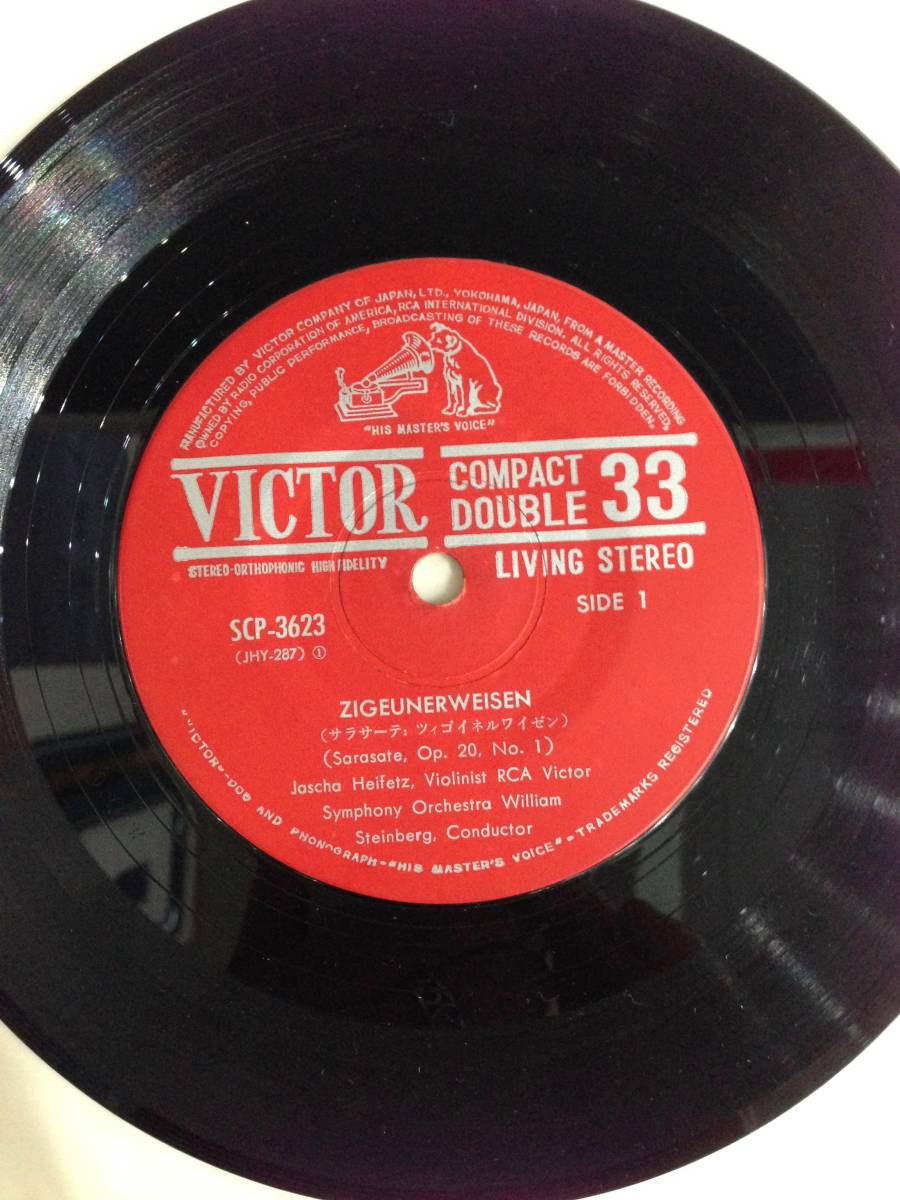 MANUFACTURED BY VICTOR COMPANY OF JAPAN, LTD., YOKOHAMA, JAPAN, FROM A MASTER RECORDING
OWNED BY RADIO CORPORATION OF AMERICA, RCA INTERNATIONAL DIVISION. ALL RIGHTS RESERVED,
COPYING, PUBLIC PERFORMANCE, BROADCASTING OF THESE RECORDS ARE FORBIDDEN.
"HIS MASTER'S VOICE"
VICTOR
COMPACT
DOUBLE 33
STEREO-ORTHOPHONIC HIGH FIDELITY
LIVING STEREO
SIDE 1
SCP-3623
(JHY-287) ①
ZIGEUNERWEISEN
(サラサーテ: ツィゴイネルワイゼン)
(Sarasate, Op. 20, No. 1)
Jascha Heifetz, Violinist RCA Victor
Symphony Orchestra William
Steinberg, Conductor
"VICTOR"-DOG AND PHONOGRAPH-"HIS MASTER'S VOICE"-TRADEMARKS REGISTERED